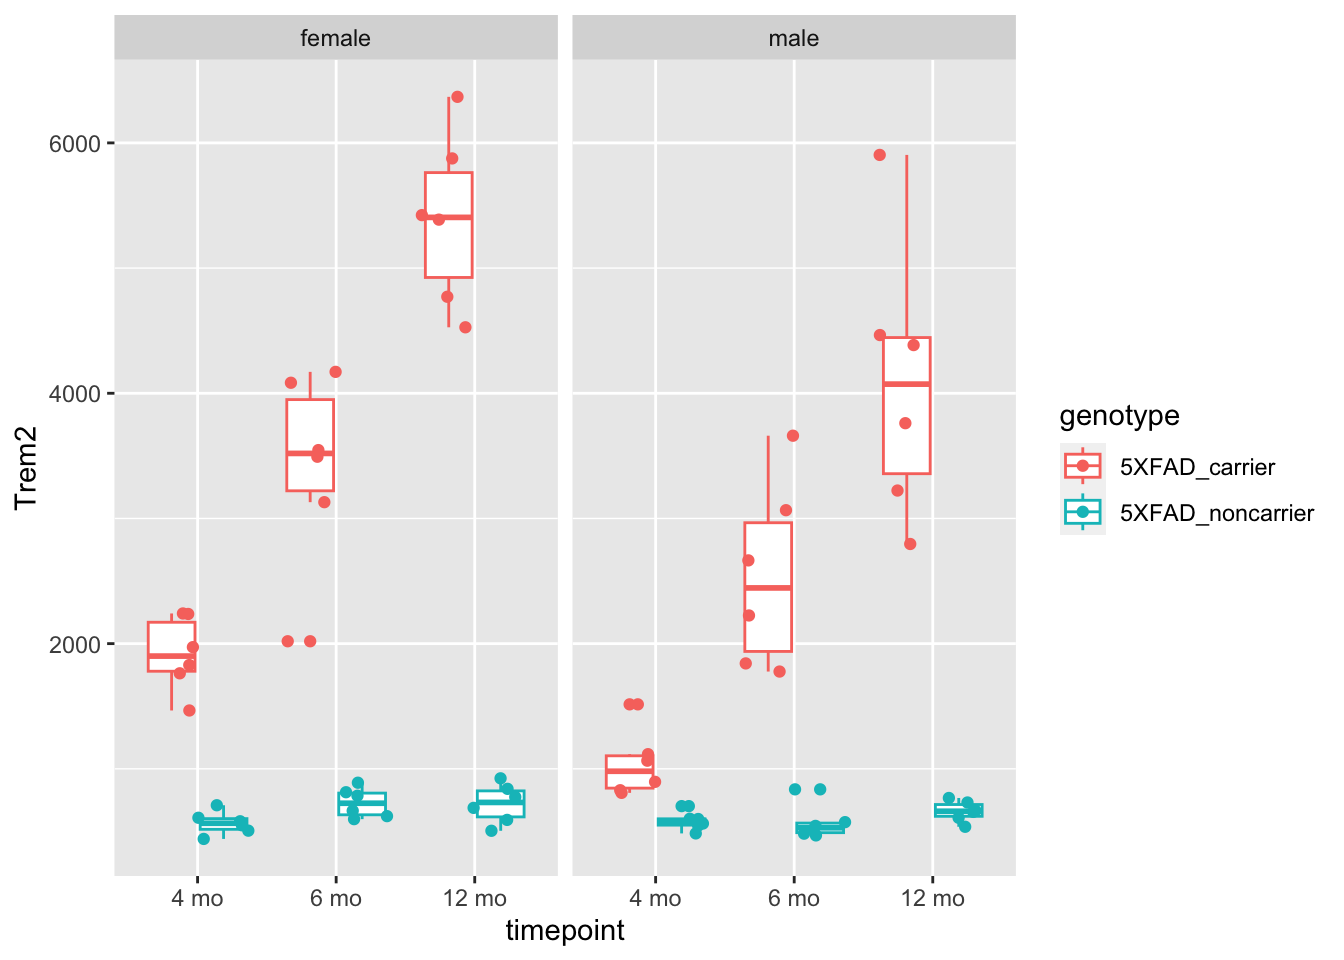 female
male
6000
4000
2000
Trem2
4 mo
6 mo
12 mo
4 mo
6 mo
12 mo
timepoint
genotype
5XFAD_carrier
5XFAD_noncarrier